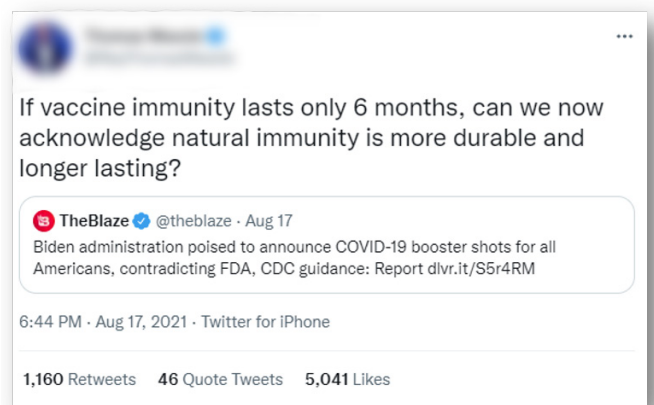 If vaccine immunity lasts only 6 months, can we now
acknowledge natural immunity is more durable and
longer lasting?
TheBlaze @theblaze · Aug 17
Biden administration poised to announce COVID-19 booster shots for all
Americans, contradicting FDA, CDC guidance: Report dlvr.it/S5r4RM
6:44 PM · Aug 17, 2021 · Twitter for iPhone
1,160 Retweets 46 Quote Tweets 5,041 Likes